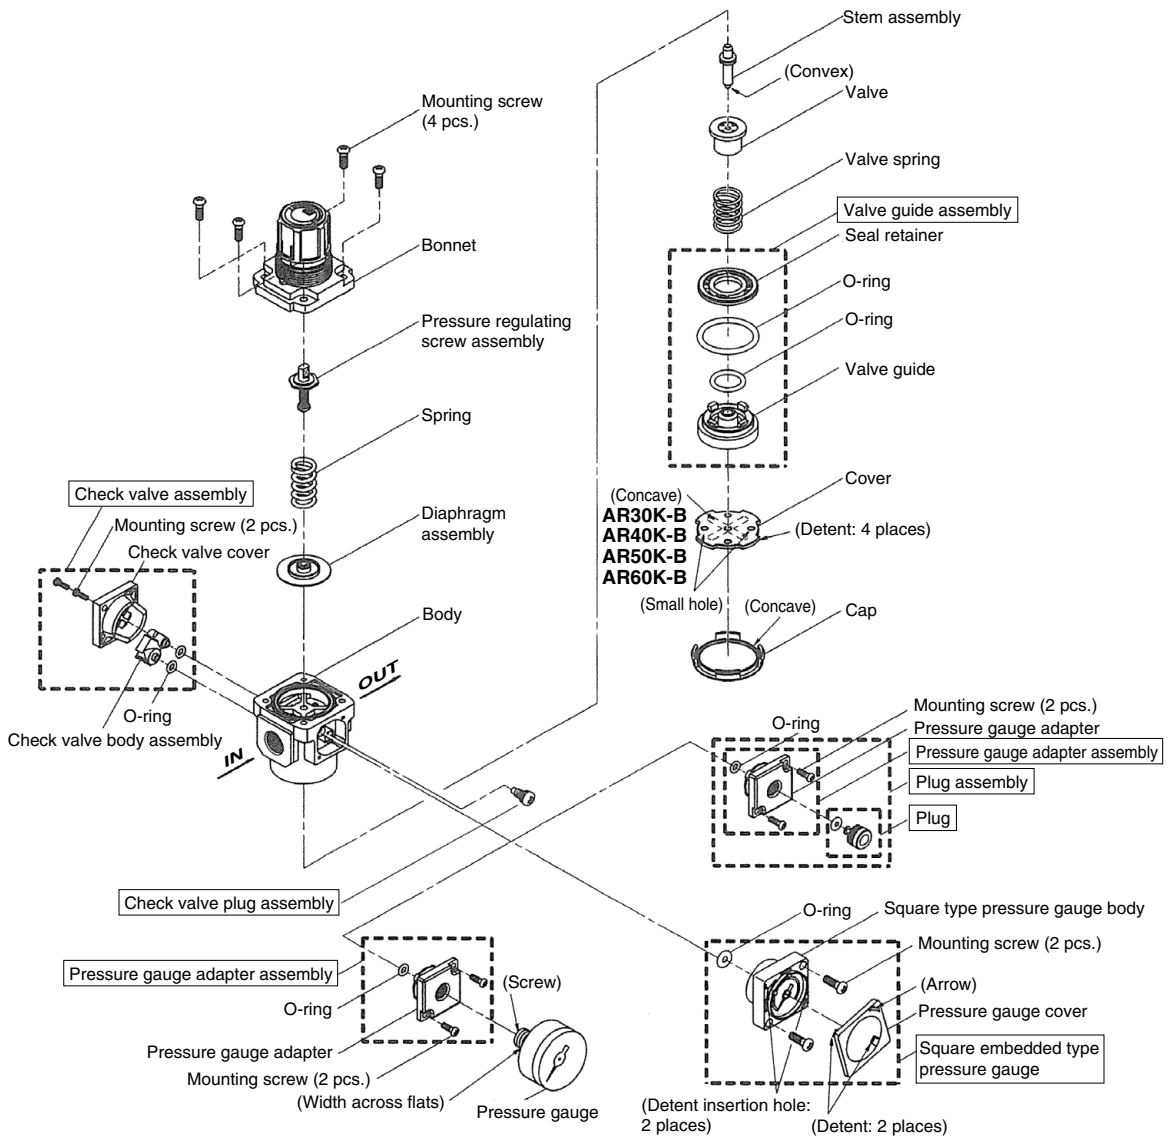 Stem assembly
(Convex)
Valve
Mounting screw
(4 pcs.)
Valve spring
Valve guide assembly
Seal retainer
Bonnet
O-ring
O-ring
Pressure regulating
screw assembly
Valve guide
Spring
Cover
(Concave)
AR30K-B
AR40K-B
AR50K-B
AR60K-B
(Detent: 4 places)
(Small hole)
(Concave)
Cap
Check valve assembly
Mounting screw (2 pcs.)
Check valve cover
Diaphragm
assembly
Body
OUT
IN
O-ring
Check valve body assembly
Mounting screw (2 pcs.)
O-ring
Pressure gauge adapter
Pressure gauge adapter assembly
Plug assembly
Plug
Check valve plug assembly
O-ring
Square type pressure gauge body
Mounting screw (2 pcs.)
Pressure gauge adapter assembly
(Screw)
(Arrow)
O-ring
Pressure gauge cover
Pressure gauge adapter
Square embedded type
pressure gauge
Mounting screw (2 pcs.)
(Width across flats)
Pressure gauge
(Detent insertion hole:
2 places)
(Detent: 2 places)